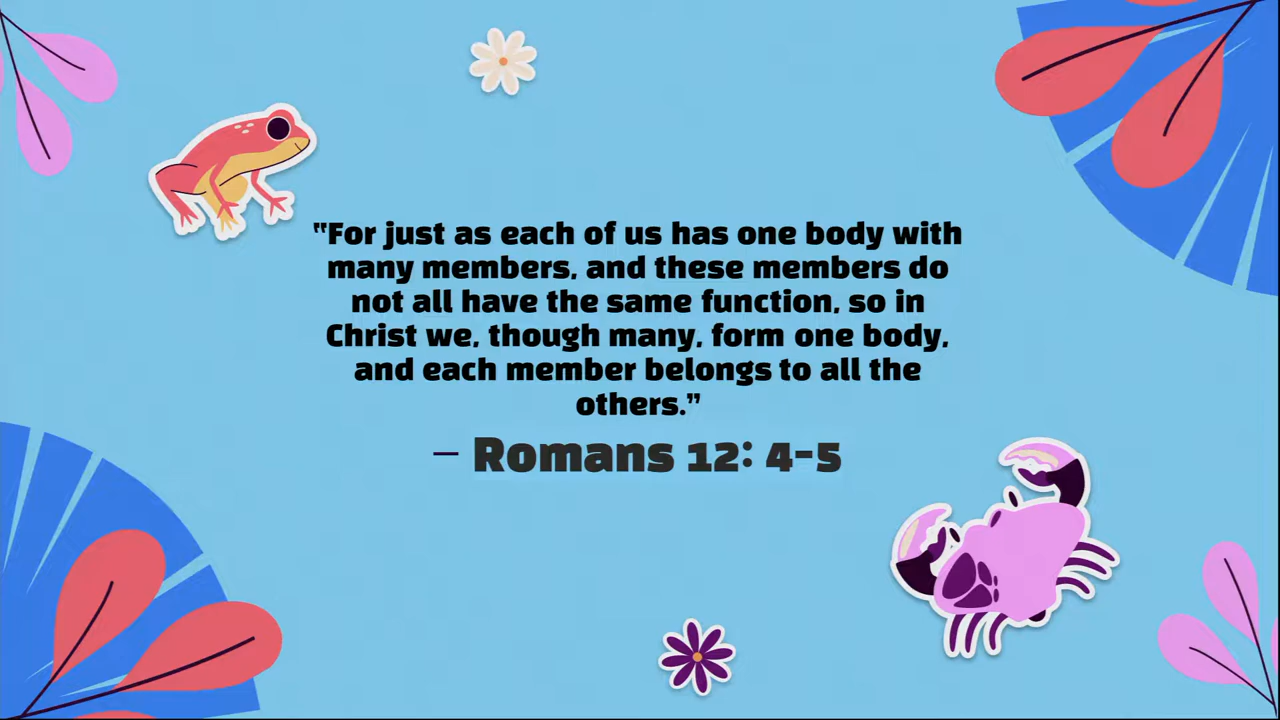 "For just as each of us has one body with
many members, and these members do
not all have the same function, so in
Christ we, though many, form one body,
and each member belongs to all the
others.”
– Romans 12: 4-5